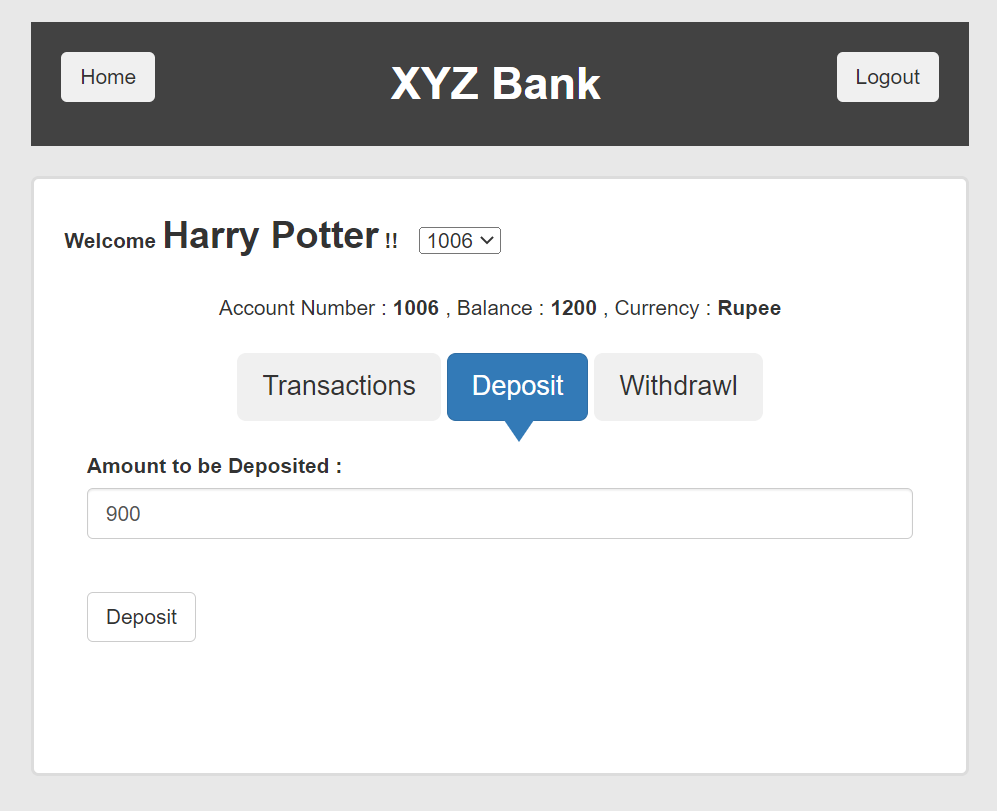 Home XYZ Bank Logout
Welcome Harry Potter !! 1006
Account Number : 1006 , Balance : 1200 , Currency : Rupee
Transactions Deposit Withdrawl
Amount to be Deposited :
900
Deposit